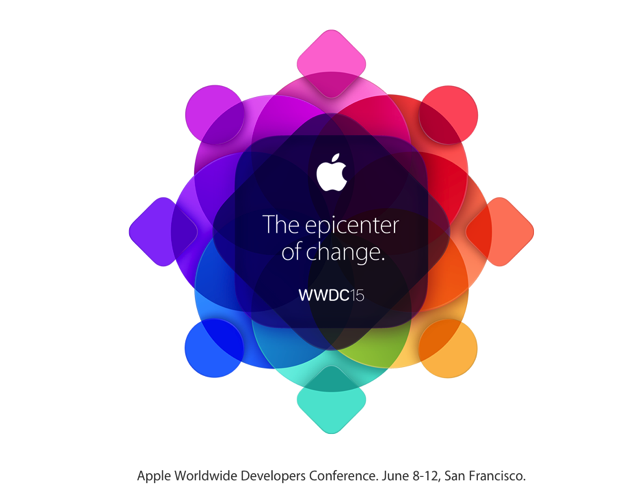 The epicenter
of change.
WWDC15
Apple Worldwide Developers Conference. June 8-12, San Francisco.